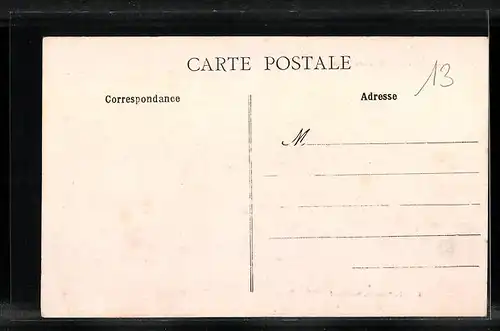 CARTE POSTALE
13
Correspondance
Adresse
M